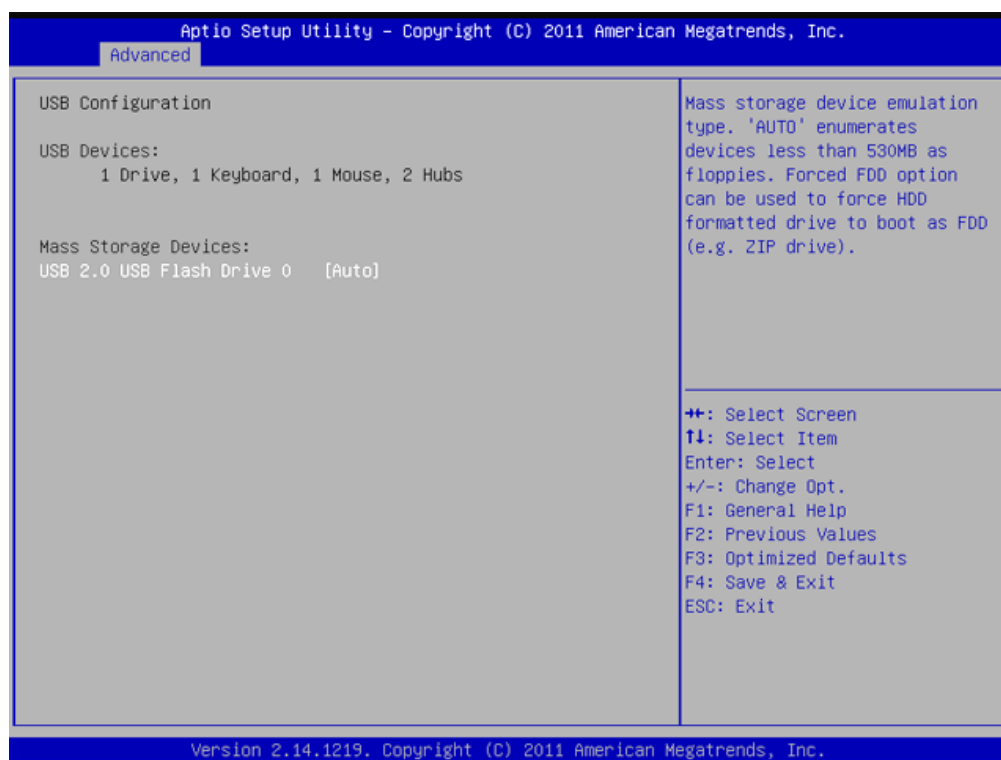 Aptio Setup Utility – Copyright (C) 2011 American Megatrends, Inc.
Advanced
USB Configuration
USB Devices:
1 Drive, 1 Keyboard, 1 Mouse, 2 Hubs
Mass Storage Devices:
USB 2.0 USB Flash Drive 0 [Auto]
Mass storage device emulation
type. 'AUTO' enumerates
devices less than 530MB as
floppies. Forced FDD option
can be used to force HDD
formatted drive to boot as FDD
(e.g. ZIP drive).
→←: Select Screen
↑↓: Select Item
Enter: Select
+/-: Change Opt.
F1: General Help
F2: Previous Values
F3: Optimized Defaults
F4: Save & Exit
ESC: Exit
Version 2.14.1219. Copyright (C) 2011 American Megatrends, Inc.